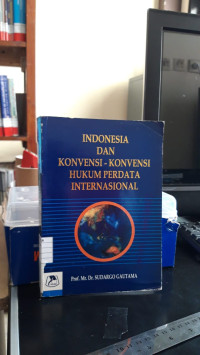 INDONESIA
DAN
KONVENSI - KONVENSI
HUKUM PERDATA
INTERNASIONAL
Prof. Mr. Dr. SUDARGO GAUTAMA